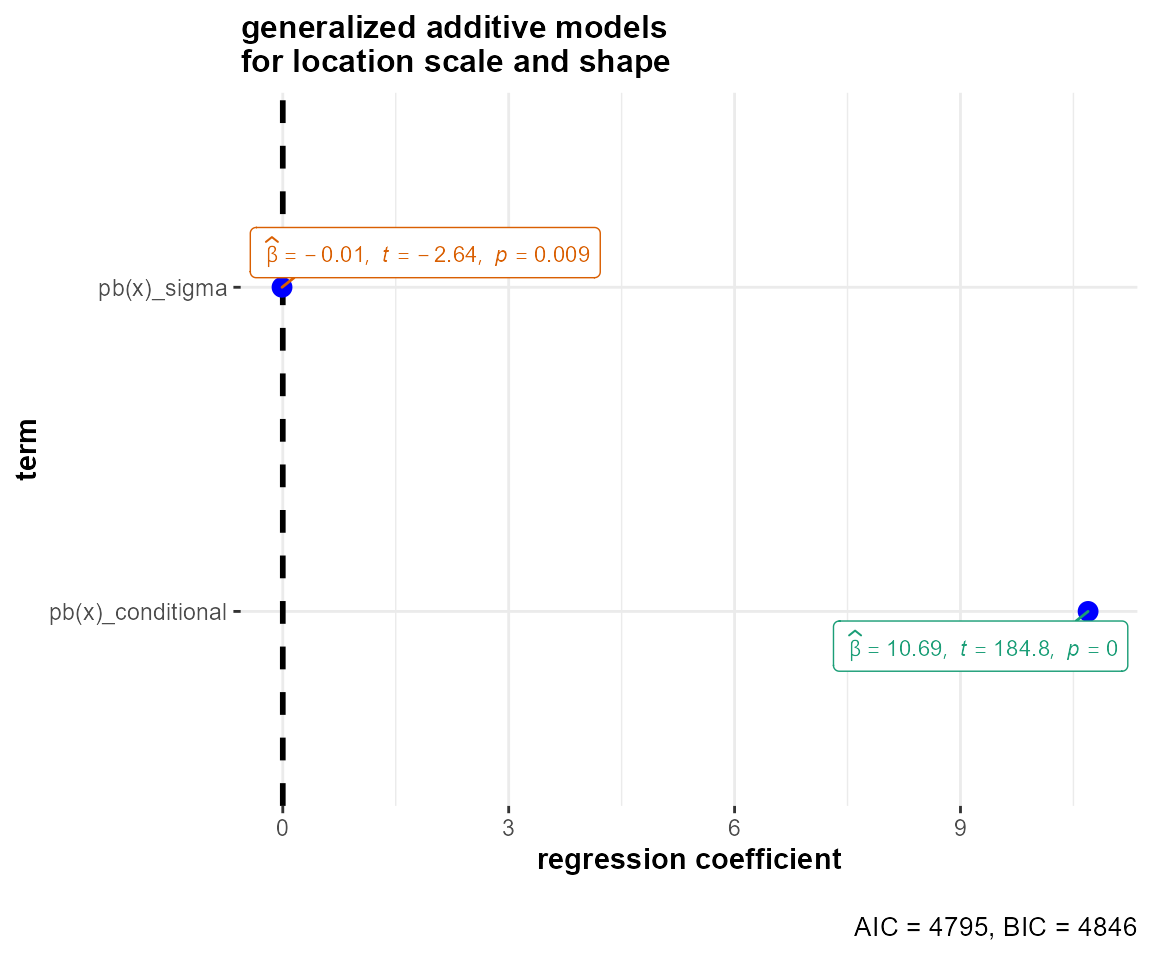 generalized additive models
for location scale and shape
β̂ = − 0.01, t = − 2.64, p = 0.009
pb(x)_sigma
term
pb(x)_conditional
β̂ = 10.69, t = 184.8, p = 0
0 3 6 9
regression coefficient
AIC = 4795, BIC = 4846